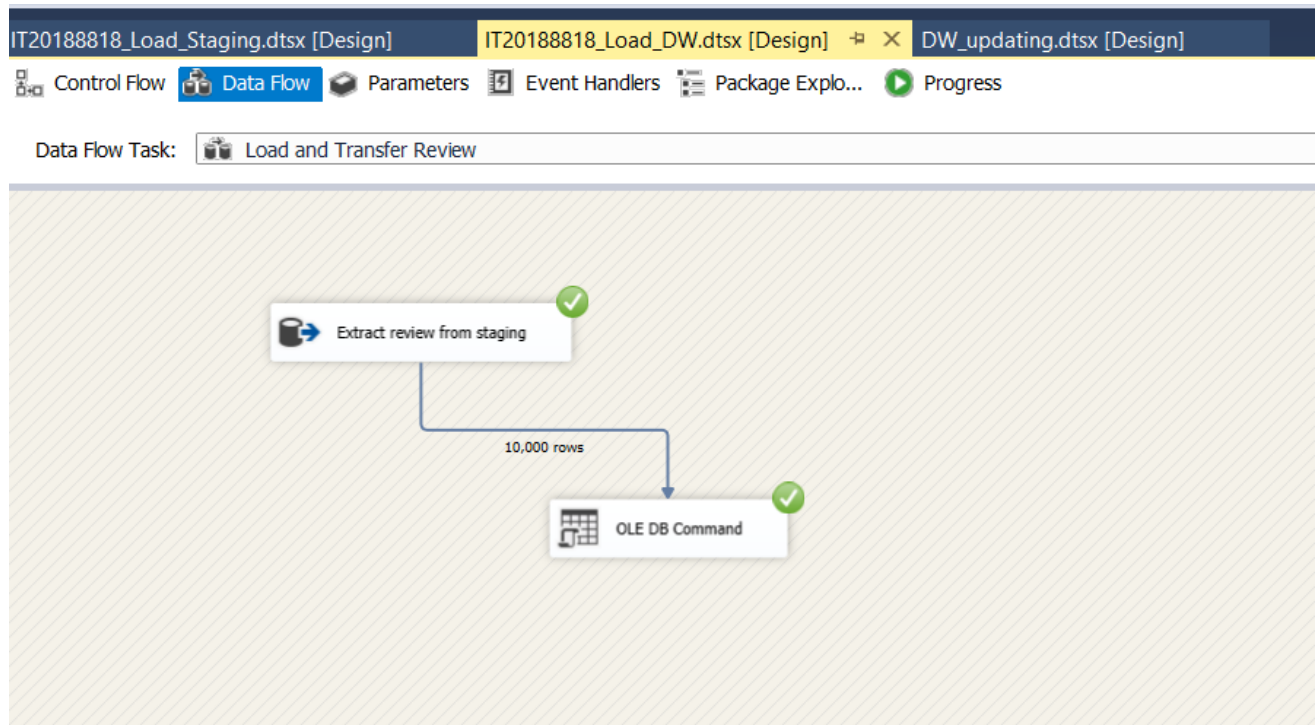 IT20188818_Load_Staging.dtsx [Design] IT20188818_Load_DW.dtsx [Design] DW_updating.dtsx [Design]
Control Flow Data Flow Parameters Event Handlers Package Explo... Progress
Data Flow Task: Load and Transfer Review
Extract review from staging
10,000 rows
OLE DB Command